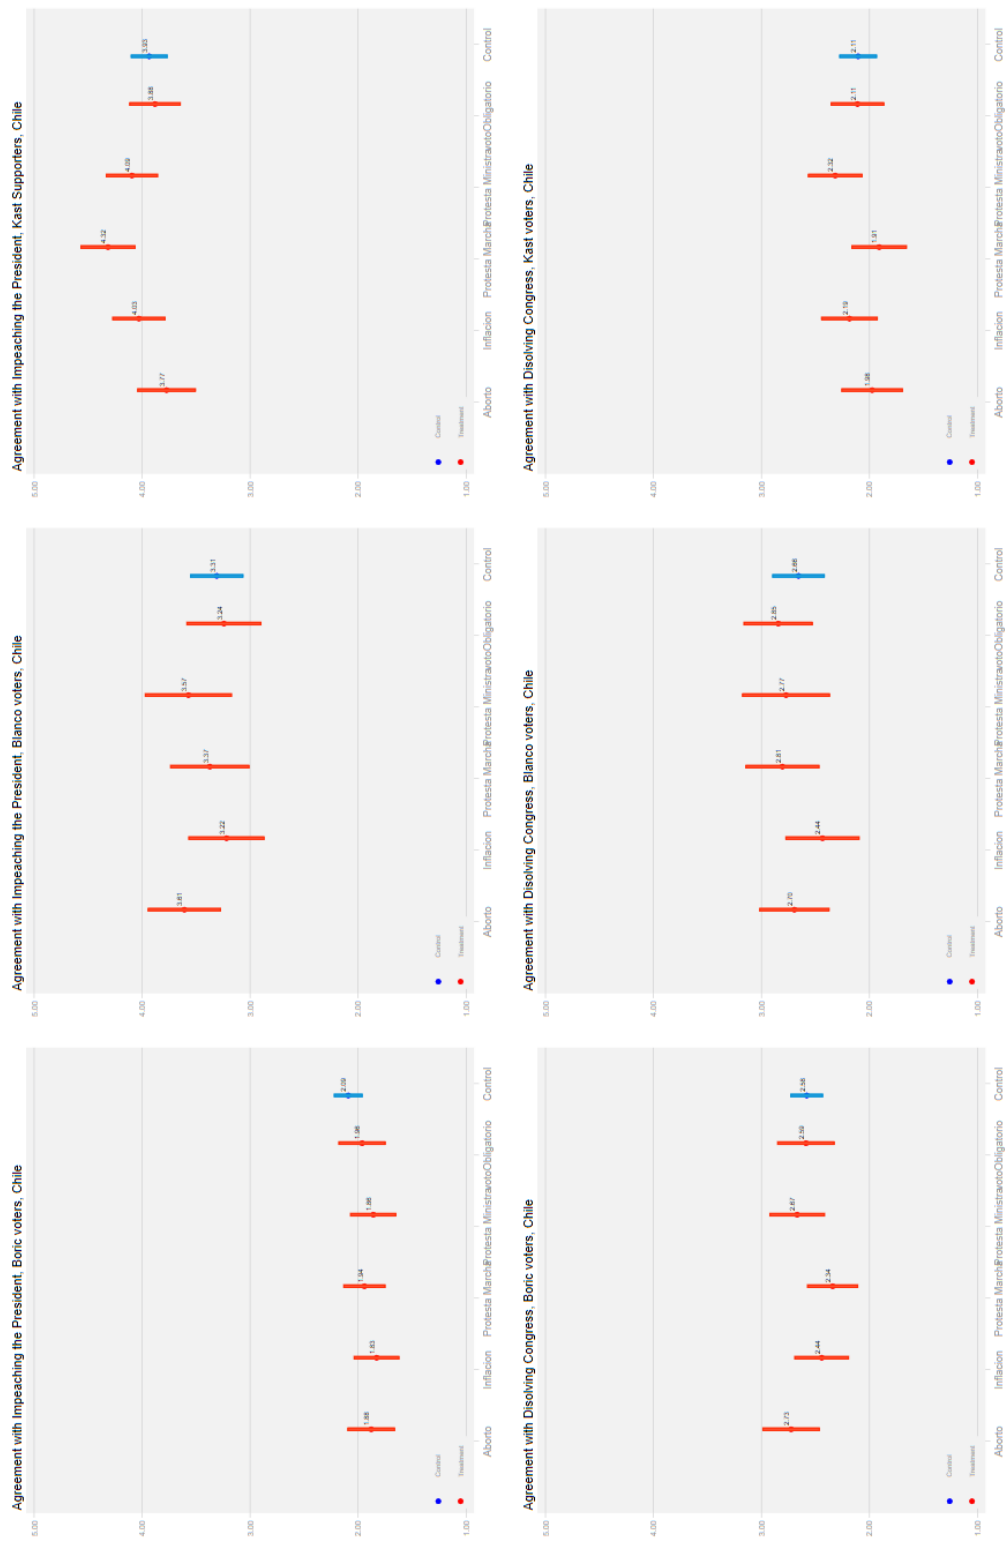 Agreement with Impeaching the President, Boric voters, Chile
5.00
4.00
3.00
2.00
1.00
1.88
1.83
1.94
1.86
1.96
2.09
Control
Treatment
Aborto Inflacion Protesta Marcha Protesta Ministra votoObligatorio Control
Agreement with Impeaching the President, Blanco voters, Chile
5.00
4.00
3.00
2.00
1.00
3.61
3.22
3.37
3.57
3.24
3.31
Control
Treatment
Aborto Inflacion Protesta Marcha Protesta Ministra votoObligatorio Control
Agreement with Impeaching the President, Kast Supporters, Chile
5.00
4.00
3.00
2.00
1.00
3.77
4.03
4.32
4.09
3.88
3.93
Control
Treatment
Aborto Inflacion Protesta Marcha Protesta Ministra votoObligatorio Control
Agreement with Disolving Congress, Boric voters, Chile
5.00
4.00
3.00
2.00
1.00
2.73
2.44
2.34
2.67
2.59
2.58
Control
Treatment
Aborto Inflacion Protesta Marcha Protesta Ministra votoObligatorio Control
Agreement with Disolving Congress, Blanco voters, Chile
5.00
4.00
3.00
2.00
1.00
2.70
2.44
2.81
2.77
2.85
2.66
Control
Treatment
Aborto Inflacion Protesta Marcha Protesta Ministra votoObligatorio Control
Agreement with Disolving Congress, Kast voters, Chile
5.00
4.00
3.00
2.00
1.00
1.98
2.19
1.91
2.32
2.11
2.11
Control
Treatment
Aborto Inflacion Protesta Marcha Protesta Ministra votoObligatorio Control